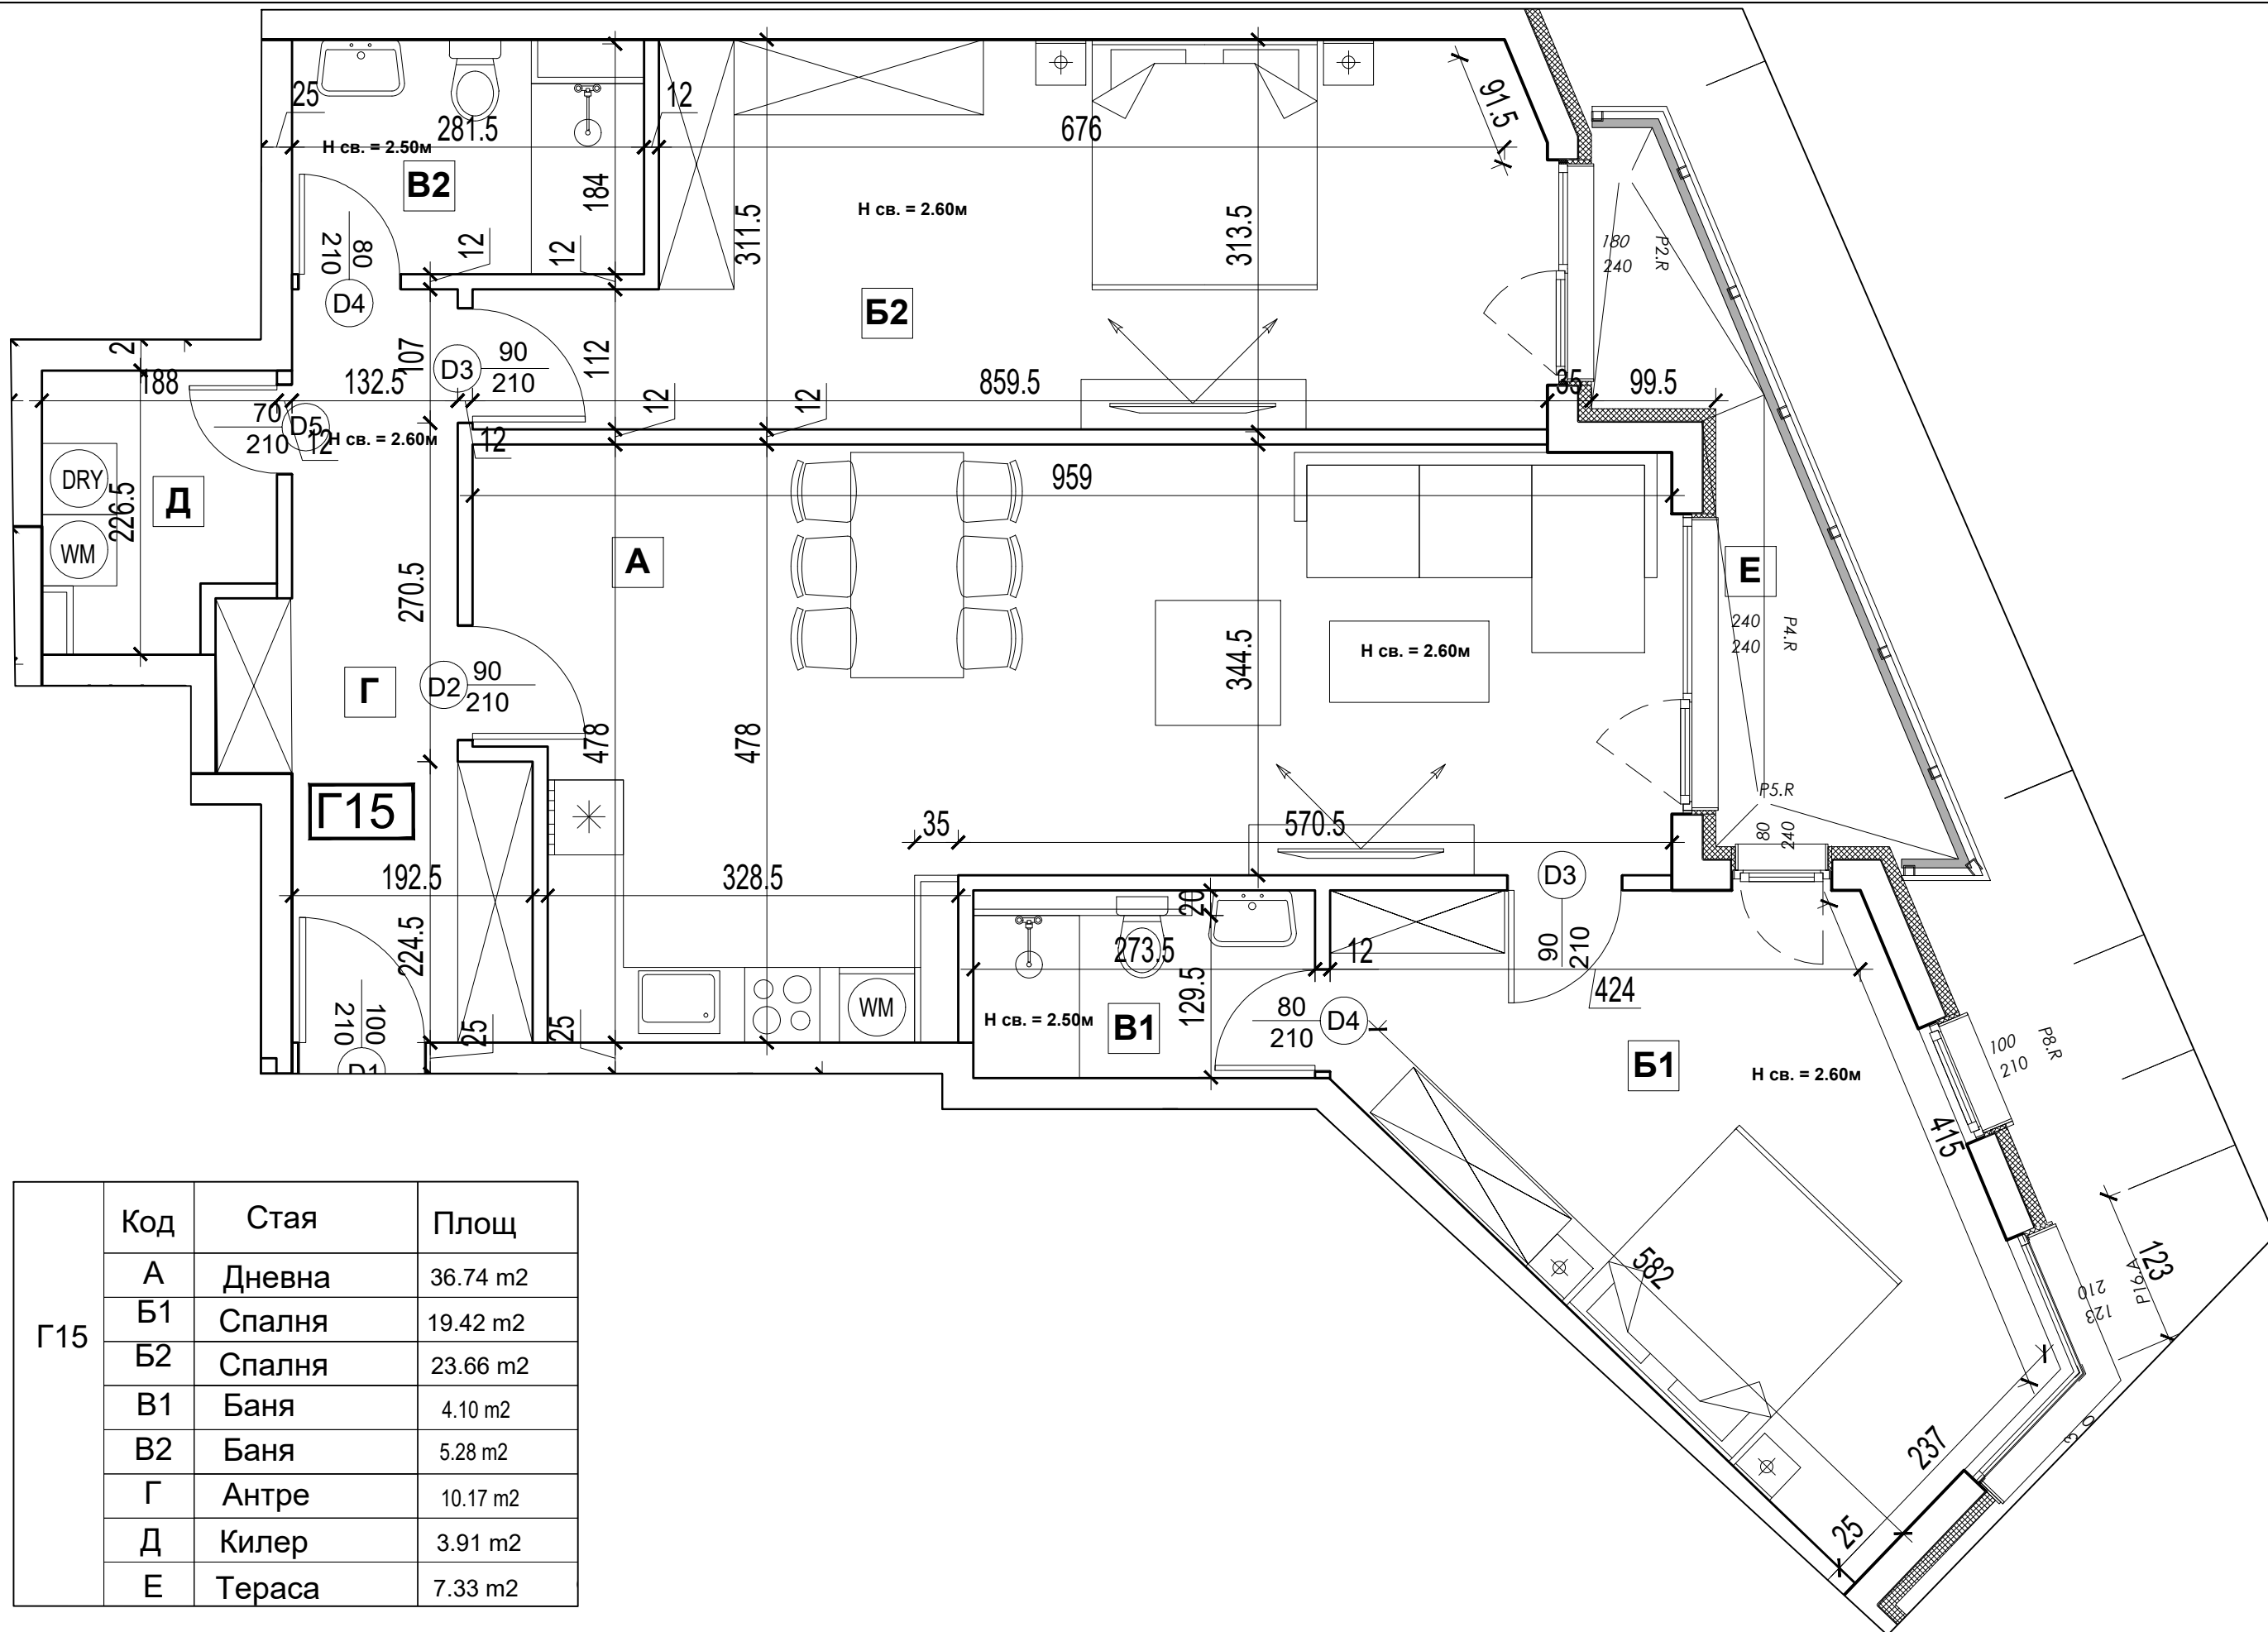 25
281.5
12
676
91.5
Н св. = 2.50м
В2
184
Н св. = 2.60м
311.5
313.5
180
240
P2.R
80
210
12
12
D4
Б2
2
107
D3
90
210
112
188
132.5
12
12
859.5
35
99.5
70
210
D5
12
Н св. = 2.60м
12
DRY
WM
226.5
Д
959
А
Е
270.5
240
240
P4.R
344.5
Н св. = 2.60м
Г
D2
90
210
478
478
Г15
P5.R
80
240
35
570.5
192.5
328.5
D3
224.5
20
273.5
12
90
210
424
WM
129.5
Н св. = 2.50м
В1
80
210
D4
100
210
D1
25
25
Б1
Н св. = 2.60м
100
210
P8.R
415
582
123
P16.A
210
123
237
30
25
Код Стая Площ
Г15
А Дневна 36.74 m2
Б1 Спалня 19.42 m2
Б2 Спалня 23.66 m2
В1 Баня 4.10 m2
В2 Баня 5.28 m2
Г Антре 10.17 m2
Д Килер 3.91 m2
Е Тераса 7.33 m2